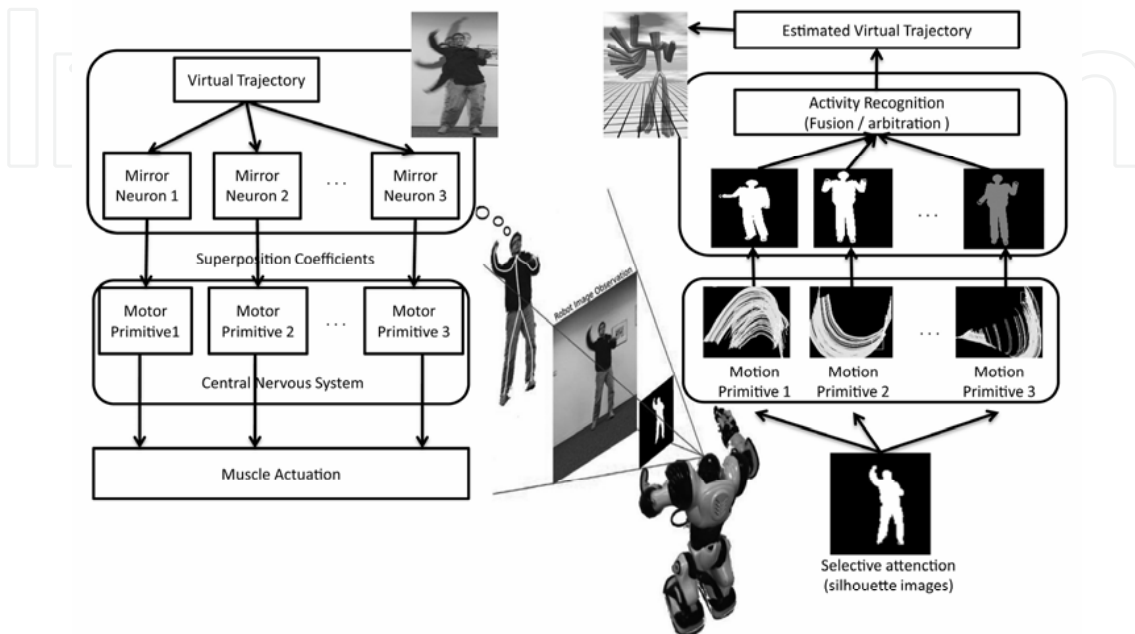 Virtual Trajectory
Mirror
Neuron 1
Mirror
Neuron 2
...
Mirror
Neuron 3
Superposition Coefficients
Motor
Primitive1
Motor
Primitive 2
...
Motor
Primitive 3
Central Nervous System
Muscle Actuation
Robot Image Observation
Estimated Virtual Trajectory
Activity Recognition
(Fusion / arbitration )
...
...
Motion
Primitive 1
Motion
Primitive 2
Motion
Primitive 3
Selective attention
(silhouette images)